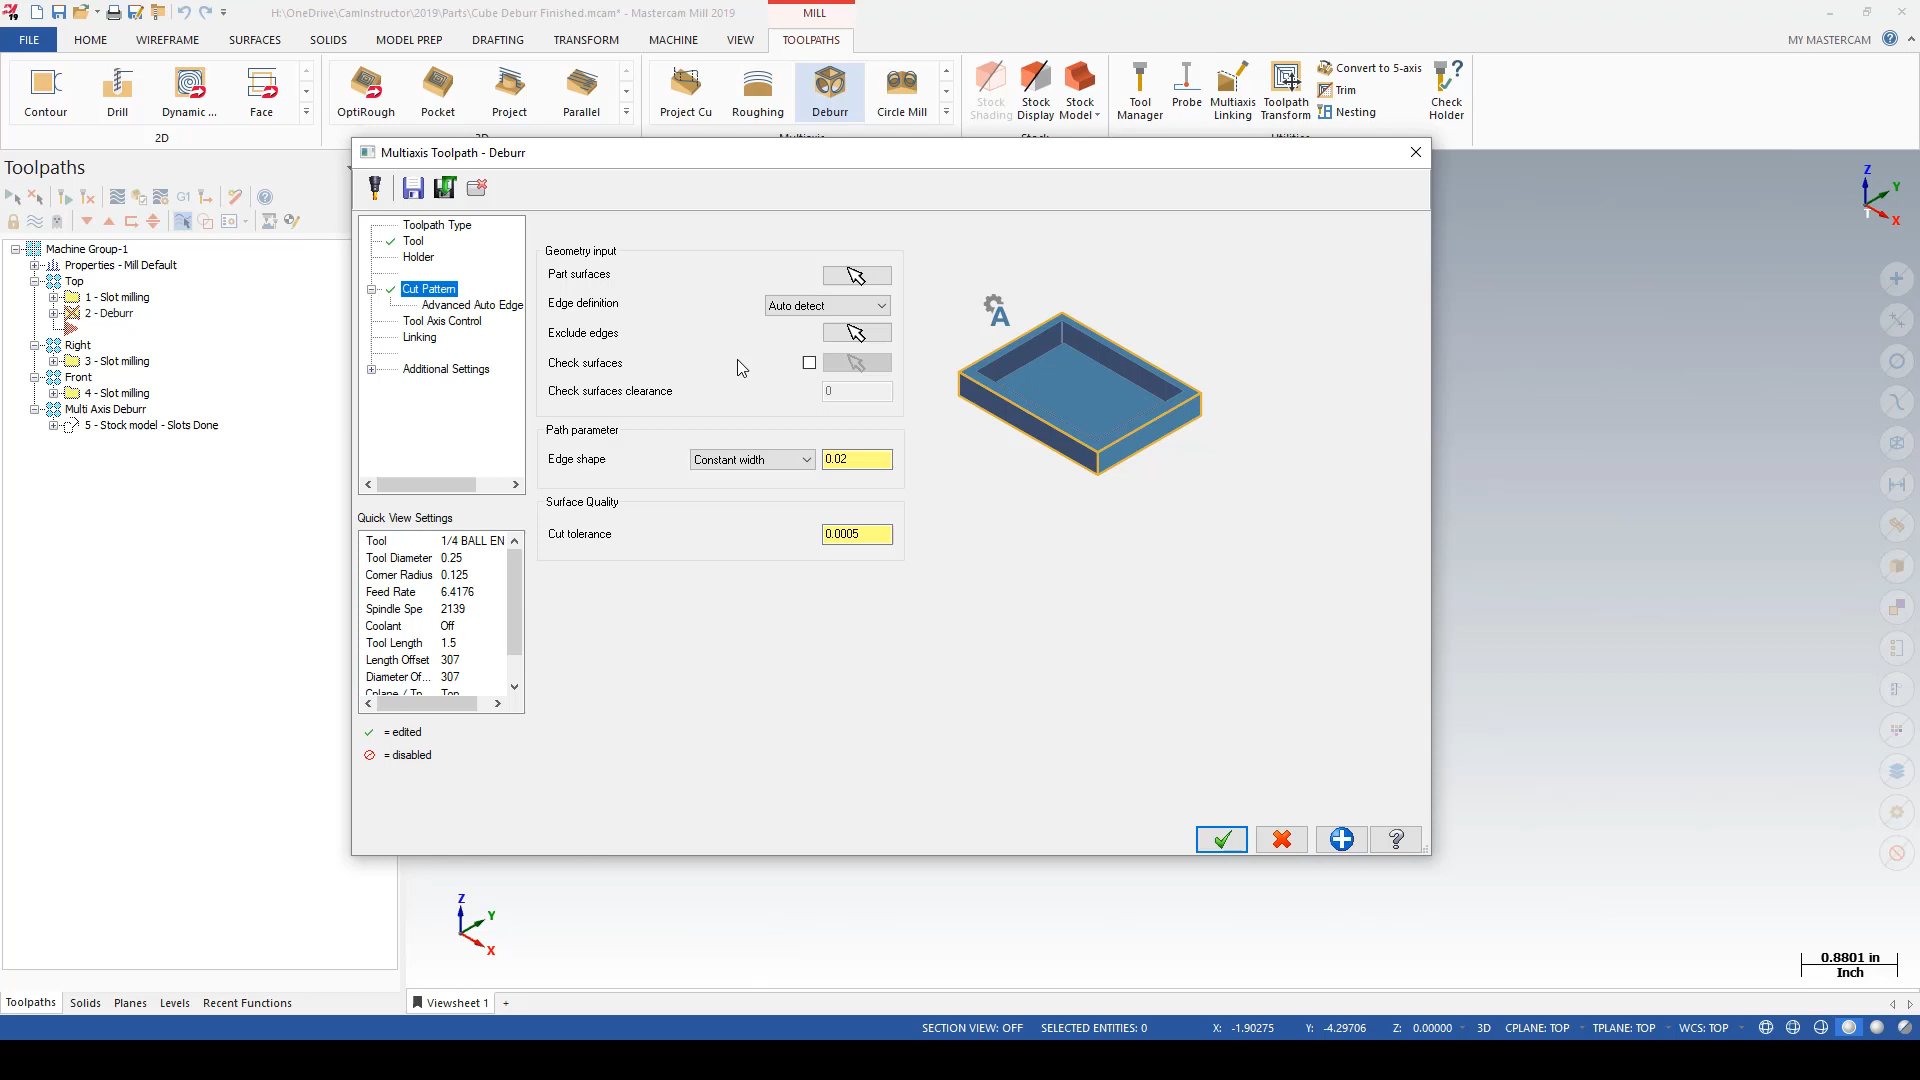 19
H:\OneDrive\CamInstructor\2019\Parts\Cube Deburr Finished.mcam* - Mastercam Mill 2019
MILL
FILE HOME WIREFRAME SURFACES SOLIDS MODEL PREP DRAFTING TRANSFORM MACHINE VIEW TOOLPATHS
MY MASTERCAM
Contour Drill Dynamic ... Face OptiRough Pocket Project Parallel Project Cu Roughing Deburr Circle Mill
Stock Shading Stock Display Stock Model Tool Manager Probe Multiaxis Linking Toolpath Transform
Convert to 5-axis
Trim
Nesting
Check Holder
2D
Toolpaths
G1
Machine Group-1
Properties - Mill Default
Top
1 - Slot milling
2 - Deburr
Right
3 - Slot milling
Front
4 - Slot milling
Multi Axis Deburr
5 - Stock model - Slots Done
Multiaxis Toolpath - Deburr
Toolpath Type
Tool
Holder
Cut Pattern
Advanced Auto Edge
Tool Axis Control
Linking
Additional Settings
Quick View Settings
Tool 1/4 BALL EN
Tool Diameter 0.25
Corner Radius 0.125
Feed Rate 6.4176
Spindle Spe 2139
Coolant Off
Tool Length 1.5
Length Offset 307
Diameter Of... 307
Cplane / Tp Top
= edited
= disabled
Geometry input
Part surfaces
Edge definition Auto detect
Exclude edges
Check surfaces
Check surfaces clearance 0
Path parameter
Edge shape Constant width 0.02
Surface Quality
Cut tolerance 0.0005
A
Z
Y
X
T
Z
Y
X
0.8801 in
Inch
Toolpaths Solids Planes Levels Recent Functions
Viewsheet 1 +
SECTION VIEW: OFF SELECTED ENTITIES: 0 X: -1.90275 Y: -4.29706 Z: 0.00000 3D CPLANE: TOP TPLANE: TOP WCS: TOP